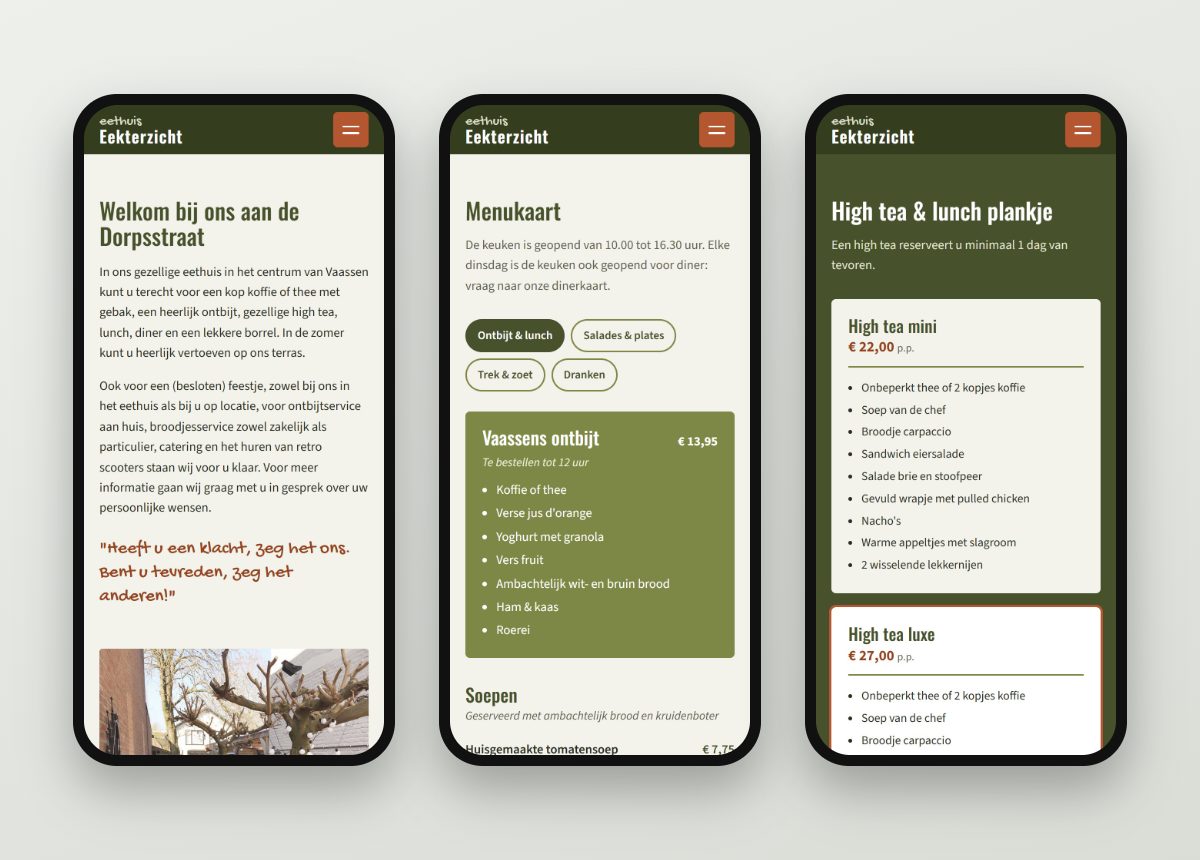 eethuis
Eekterzicht
Welkom bij ons aan de
Dorpsstraat
In ons gezellige eethuis in het centrum van Vaassen
kunt u terecht voor een kop koffie of thee met
gebak, een heerlijk ontbijt, gezellige high tea,
lunch, diner en een lekkere borrel. In de zomer
kunt u heerlijk vertoeven op ons terras.
Ook voor een (besloten) feestje, zowel bij ons in
het eethuis als bij u op locatie, voor ontbijtservice
aan huis, broodjesservice zowel zakelijk als
particulier, catering en het huren van retro
scooters staan wij voor u klaar. Voor meer
informatie gaan wij graag met u in gesprek over uw
persoonlijke wensen.
"Heeft u een klacht, zeg het ons.
Bent u tevreden, zeg het
anderen!"
eethuis
Eekterzicht
Menukaart
De keuken is geopend van 10.00 tot 16.30 uur. Elke
dinsdag is de keuken ook geopend voor diner:
vraag naar onze dinerkaart.
Ontbijt & lunch
Salades & plates
Trek & zoet
Dranken
Vaassens ontbijt € 13,95
Te bestellen tot 12 uur
• Koffie of thee
• Verse jus d'orange
• Yoghurt met granola
• Vers fruit
• Ambachtelijk wit- en bruin brood
• Ham & kaas
• Roerei
Soepen
Geserveerd met ambachtelijk brood en kruidenboter
Huisgemaakte tomatensoep € 7,75
eethuis
Eekterzicht
High tea & lunch plankje
Een high tea reserveert u minimaal 1 dag van
tevoren.
High tea mini
€ 22,00 p.p.
• Onbeperkt thee of 2 kopjes koffie
• Soep van de chef
• Broodje carpaccio
• Sandwich eiersalade
• Salade brie en stoofpeer
• Gevuld wrapje met pulled chicken
• Nacho's
• Warme appeltjes met slagroom
• 2 wisselende lekkernijen
High tea luxe
€ 27,00 p.p.
• Onbeperkt thee of 2 kopjes koffie
• Soep van de chef
• Broodje carpaccio